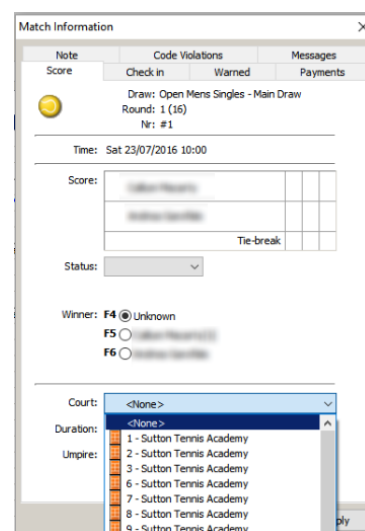 Match Information
Note Code Violations Messages
Score Check in Warned Payments
Draw: Open Mens Singles - Main Draw
Round: 1 (16)
Nr: #1
Time: Sat 23/07/2016 10:00
Score:
Tie-break
Status:
Winner: F4 Unknown
F5
F6
Court: <None>
<None>
Duration: 1 - Sutton Tennis Academy
2 - Sutton Tennis Academy
Umpire: 3 - Sutton Tennis Academy
6 - Sutton Tennis Academy
7 - Sutton Tennis Academy
8 - Sutton Tennis Academy
9 - Sutton Tennis Academy